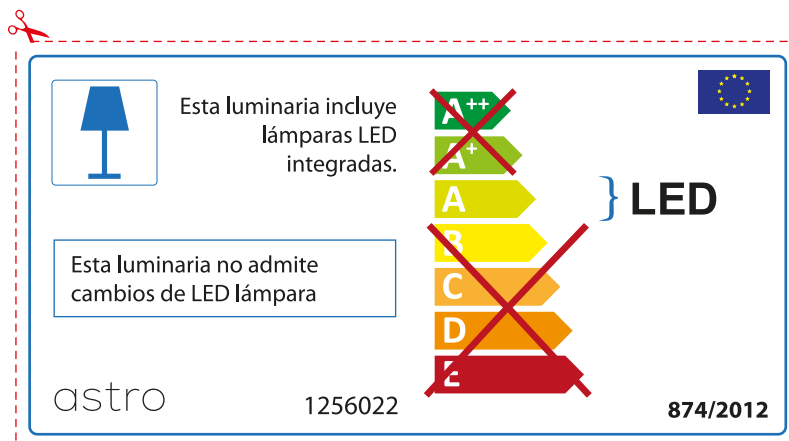 Esta luminaria incluye
lámparas LED
integradas.
Esta luminaria no admite
cambios de LED lámpara
astro
1256022
A++
A+
A
B
C
D
E
LED
874/2012